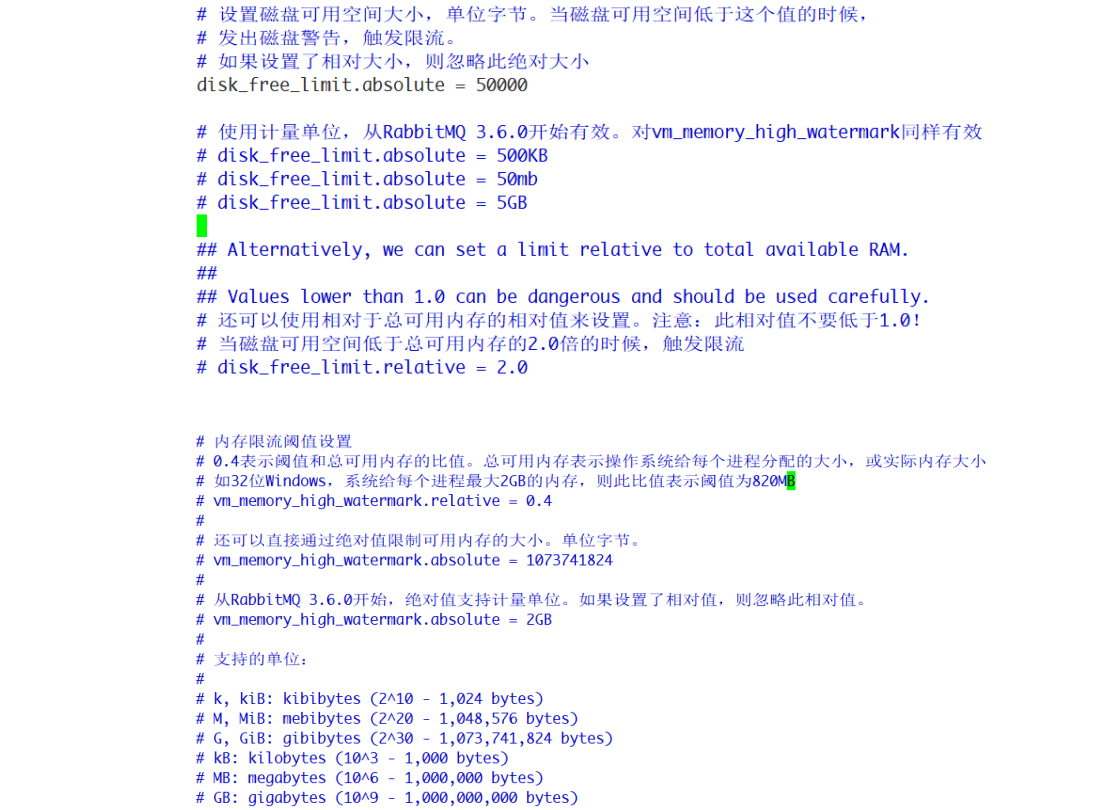 # 设置磁盘可用空间大小，单位字节。当磁盘可用空间低于这个值的时候，
# 发出磁盘警告，触发限流。
# 如果设置了相对大小，则忽略此绝对大小
disk_free_limit.absolute = 50000
# 使用计量单位，从RabbitMQ 3.6.0开始有效。对vm_memory_high_watermark同样有效
# disk_free_limit.absolute = 500KB
# disk_free_limit.absolute = 50mb
# disk_free_limit.absolute = 5GB
## Alternatively, we can set a limit relative to total available RAM.
##
## Values lower than 1.0 can be dangerous and should be used carefully.
# 还可以使用相对于总可用内存的相对值来设置。注意：此相对值不要低于1.0!
# 当磁盘可用空间低于总可用内存的2.0倍的时候，触发限流
# disk_free_limit.relative = 2.0
# 内存限流阈值设置
# 0.4表示阈值和总可用内存的比值。总可用内存表示操作系统给每个进程分配的大小，或实际内存大小
# 如32位Windows，系统给每个进程最大2GB的内存，则此比值表示阈值为820MB
# vm_memory_high_watermark.relative = 0.4
#
# 还可以直接通过绝对值限制可用内存的大小。单位字节。
# vm_memory_high_watermark.absolute = 1073741824
#
# 从RabbitMQ 3.6.0开始，绝对值支持计量单位。如果设置了相对值，则忽略此相对值。
# vm_memory_high_watermark.absolute = 2GB
#
# 支持的单位：
#
# k, kiB: kibibytes (2^10 - 1,024 bytes)
# M, MiB: mebibytes (2^20 - 1,048,576 bytes)
# G, GiB: gibibytes (2^30 - 1,073,741,824 bytes)
# kB: kilobytes (10^3 - 1,000 bytes)
# MB: megabytes (10^6 - 1,000,000 bytes)
# GB: gigabytes (10^9 - 1,000,000,000 bytes)